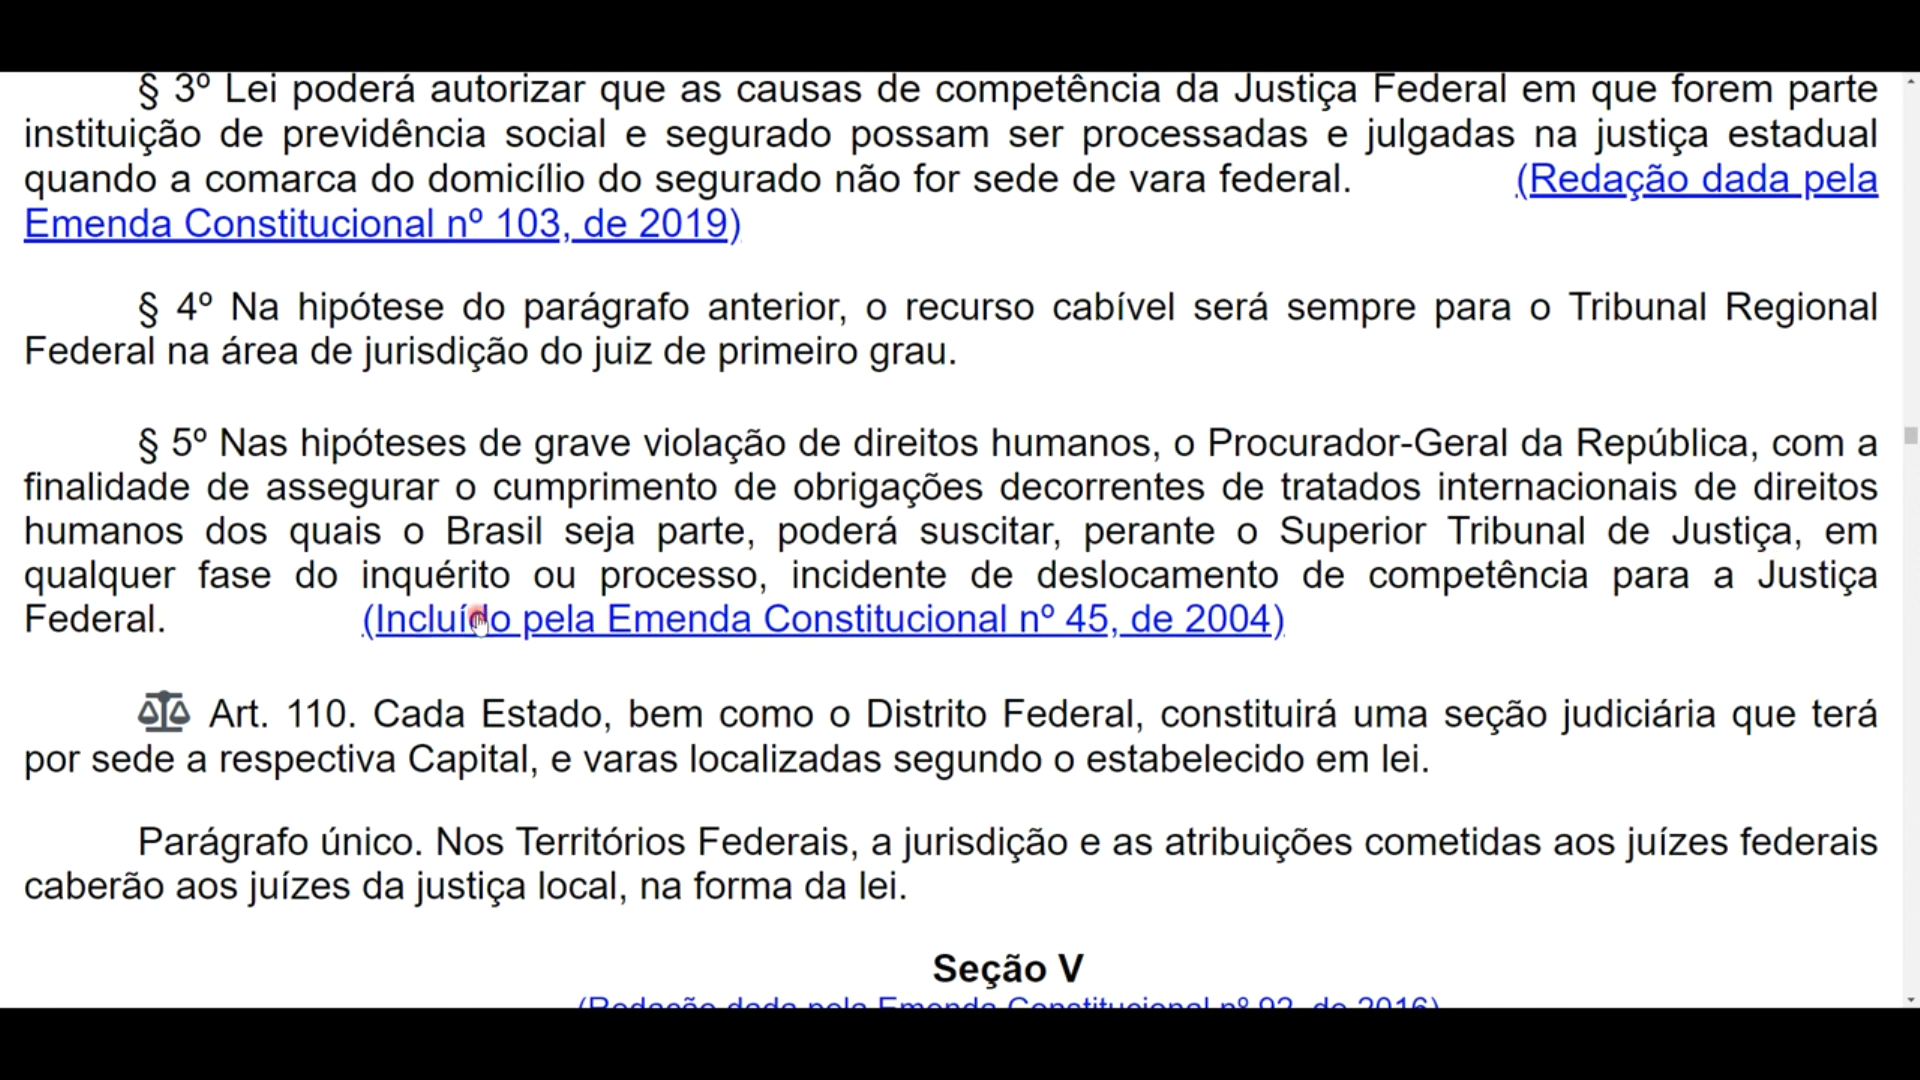 § 3º Lei poderá autorizar que as causas de competência da Justiça Federal em que forem parte
instituição de previdência social e segurado possam ser processadas e julgadas na justiça estadual
quando a comarca do domicílio do segurado não for sede de vara federal. (Redação dada pela
Emenda Constitucional nº 103, de 2019)
§ 4º Na hipótese do parágrafo anterior, o recurso cabível será sempre para o Tribunal Regional
Federal na área de jurisdição do juiz de primeiro grau.
§ 5º Nas hipóteses de grave violação de direitos humanos, o Procurador-Geral da República, com a
finalidade de assegurar o cumprimento de obrigações decorrentes de tratados internacionais de direitos
humanos dos quais o Brasil seja parte, poderá suscitar, perante o Superior Tribunal de Justiça, em
qualquer fase do inquérito ou processo, incidente de deslocamento de competência para a Justiça
Federal. (Incluído pela Emenda Constitucional nº 45, de 2004)
Art. 110. Cada Estado, bem como o Distrito Federal, constituirá uma seção judiciária que terá
por sede a respectiva Capital, e varas localizadas segundo o estabelecido em lei.
Parágrafo único. Nos Territórios Federais, a jurisdição e as atribuições cometidas aos juízes federais
caberão aos juízes da justiça local, na forma da lei.
Seção V
(Redação dada pela Emenda Constitucional nº 92, de 2016)